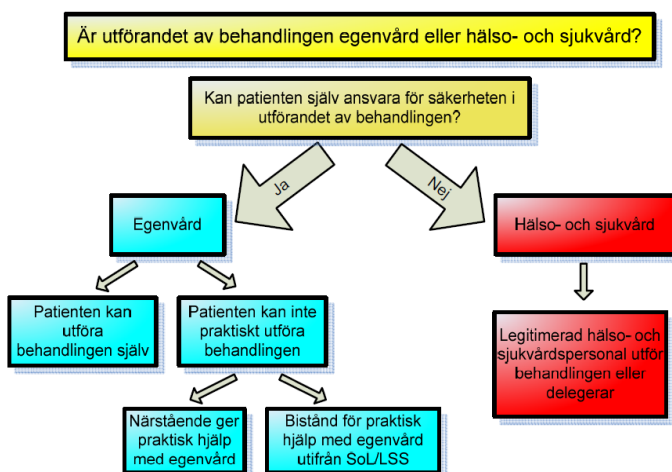 Är utförandet av behandlingen egenvård eller hälso- och sjukvård?
Kan patienten själv ansvara för säkerheten i
utförandet av behandlingen?
Ja
Nej
Egenvård
Hälso- och sjukvård
Patienten kan
utföra
behandlingen själv
Patienten kan inte
praktiskt utföra
behandlingen
Legitimerad hälso- och
sjukvårdspersonal utför
behandlingen eller
delegerar
Närstående ger
praktisk hjälp
med egenvård
Bistånd för praktisk
hjälp med egenvård
utifrån SoL/LSS